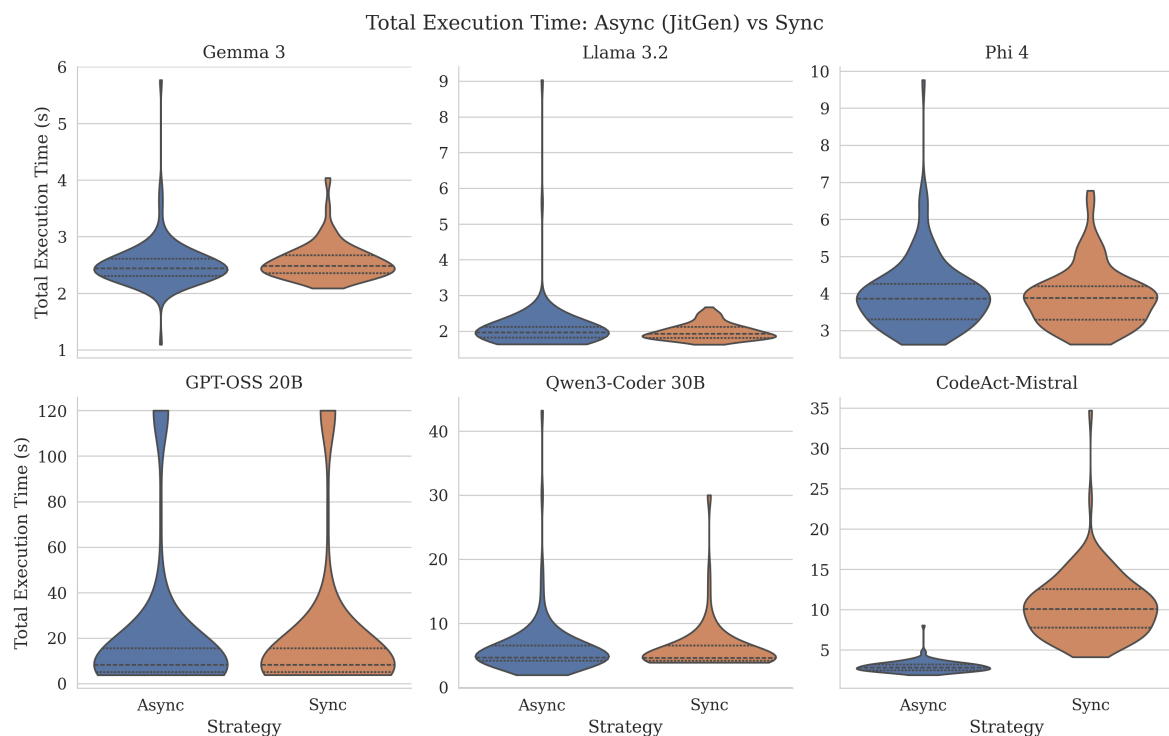 Total Execution Time: Async (JitGen) vs Sync
Gemma 3
Llama 3.2
Phi 4
Total Execution Time (s)
6
5
4
3
2
1
9
8
7
6
5
4
3
2
10
9
8
7
6
5
4
3
GPT-OSS 20B
Qwen3-Coder 30B
CodeAct-Mistral
Total Execution Time (s)
120
100
80
60
40
20
0
40
30
20
10
0
35
30
25
20
15
10
5
Async
Sync
Async
Sync
Async
Sync
Strategy
Strategy
Strategy